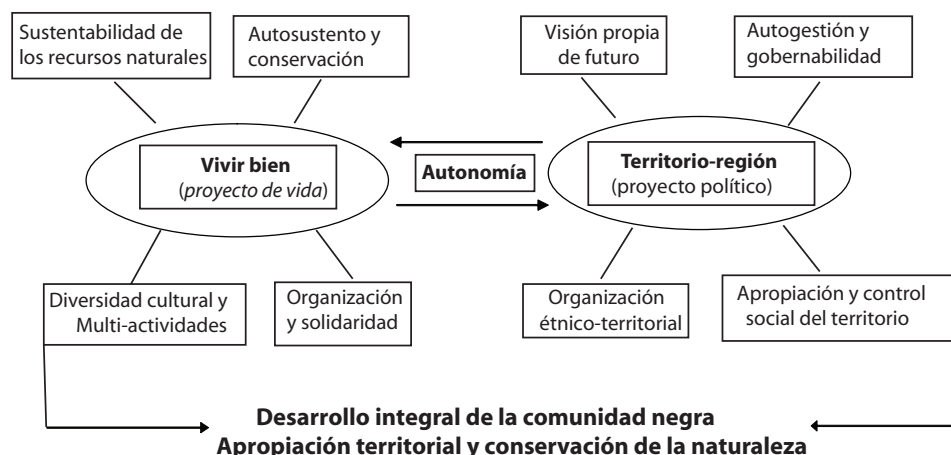 Sustentabilidad de
los recursos naturales
Autosustento y
conservación
Visión propia
de futuro
Autogestión y
gobernabilidad
Vivir bien
(proyecto de vida)
Autonomía
Territorio-región
(proyecto político)
Diversidad cultural y
Multi-actividades
Organización
y solidaridad
Organización
étnico-territorial
Apropiación y control
social del territorio
Desarrollo integral de la comunidad negra
Apropiación territorial y conservación de la naturaleza